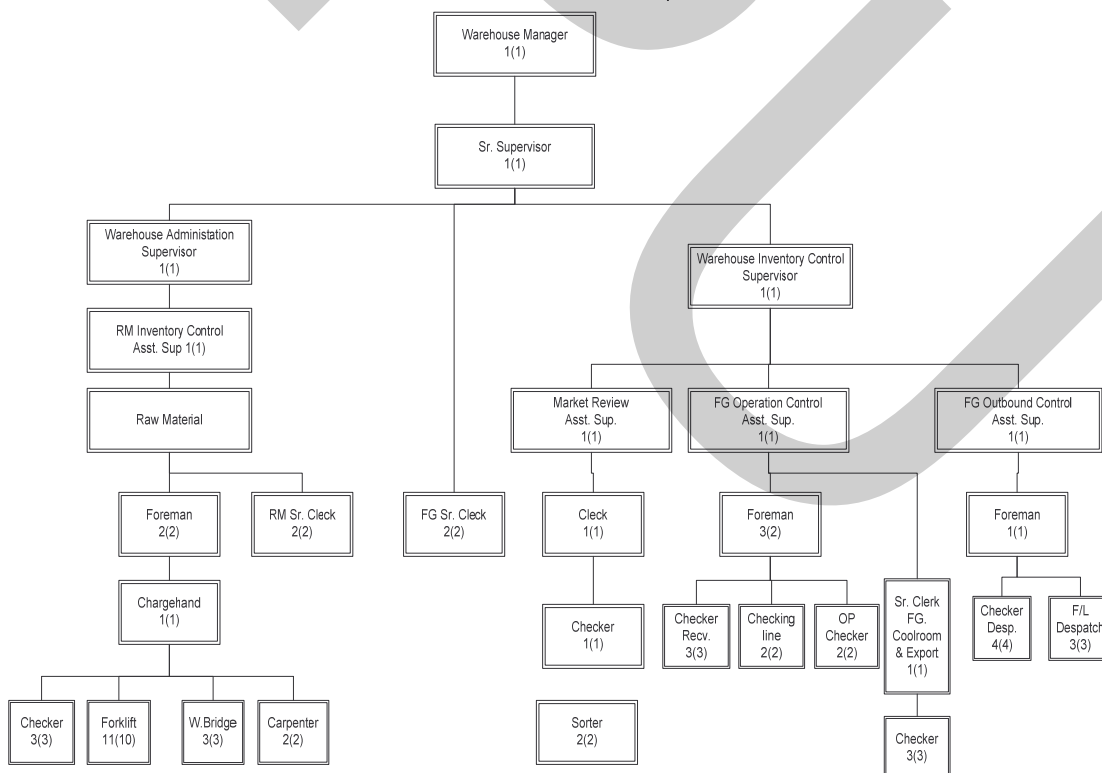 Warehouse Manager
1(1)
Sr. Supervisor
1(1)
Warehouse Administation
Supervisor
1(1)
Warehouse Inventory Control
Supervisor
1(1)
RM Inventory Control
Asst. Sup 1(1)
Raw Material
Market Review
Asst. Sup.
1(1)
FG Operation Control
Asst. Sup.
1(1)
FG Outbound Control
Asst. Sup.
1(1)
Foreman
2(2)
RM Sr. Cleck
2(2)
FG Sr. Cleck
2(2)
Cleck
1(1)
Foreman
3(2)
Foreman
1(1)
Chargehand
1(1)
Checker
1(1)
Checker
Recv.
3(3)
Checking
line
2(2)
OP
Checker
2(2)
Sr. Clerk
FG.
Coolroom
& Export
1(1)
Checker
Desp.
4(4)
F/L
Despatch
3(3)
Checker
3(3)
Forklift
11(10)
W.Bridge
3(3)
Carpenter
2(2)
Sorter
2(2)
Checker
3(3)